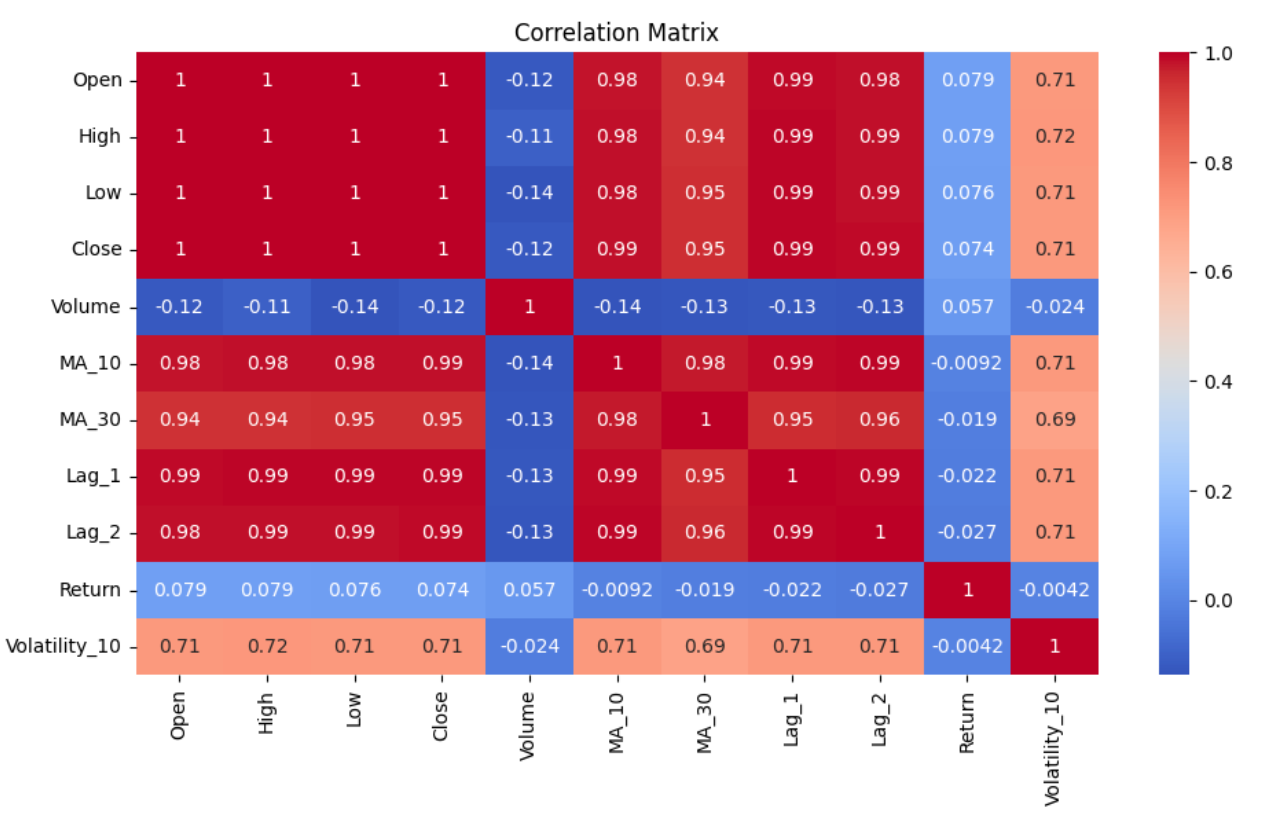 Correlation Matrix
Open 1 1 1 1 -0.12 0.98 0.94 0.99 0.98 0.079 0.71
High 1 1 1 1 -0.11 0.98 0.94 0.99 0.99 0.079 0.72
Low 1 1 1 1 -0.14 0.98 0.95 0.99 0.99 0.076 0.71
Close 1 1 1 1 -0.12 0.99 0.95 0.99 0.99 0.074 0.71
Volume -0.12 -0.11 -0.14 -0.12 1 -0.14 -0.13 -0.13 -0.13 0.057 -0.024
MA_10 0.98 0.98 0.98 0.99 -0.14 1 0.98 0.99 0.99 -0.0092 0.71
MA_30 0.94 0.94 0.95 0.95 -0.13 0.98 1 0.95 0.96 -0.019 0.69
Lag_1 0.99 0.99 0.99 0.99 -0.13 0.99 0.95 1 0.99 -0.022 0.71
Lag_2 0.98 0.99 0.99 0.99 -0.13 0.99 0.96 0.99 1 -0.027 0.71
Return 0.079 0.079 0.076 0.074 0.057 -0.0092 -0.019 -0.022 -0.027 1 -0.0042
Volatility_10 0.71 0.72 0.71 0.71 -0.024 0.71 0.69 0.71 0.71 -0.0042 1
Open High Low Close Volume MA_10 MA_30 Lag_1 Lag_2 Return Volatility_10
1.0
0.8
0.6
0.4
0.2
0.0